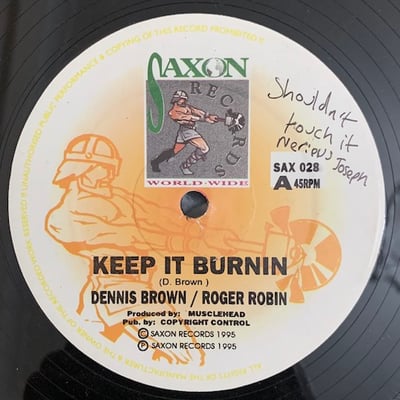 UNAUTHORISED PUBLIC PERFORMANCE & COPYING OF THIS RECORD PROHIBITED !!
SAXON
RECORDS
WORLD-WIDE
Shouldn't
touch it
Nerious Joseph
SAX 028
A 45RPM
KEEP IT BURNIN
(D. Brown )
DENNIS BROWN / ROGER ROBIN
Produced by: MUSCLEHEAD
Pub. by: COPYRIGHT CONTROL
© SAXON RECORDS 1995
Ⓟ SAXON RECORDS 1995
ALL RIGHTS OF THE MANUFACTURER & THE OWNER OF THE RECORDED WORK RESERVED !!